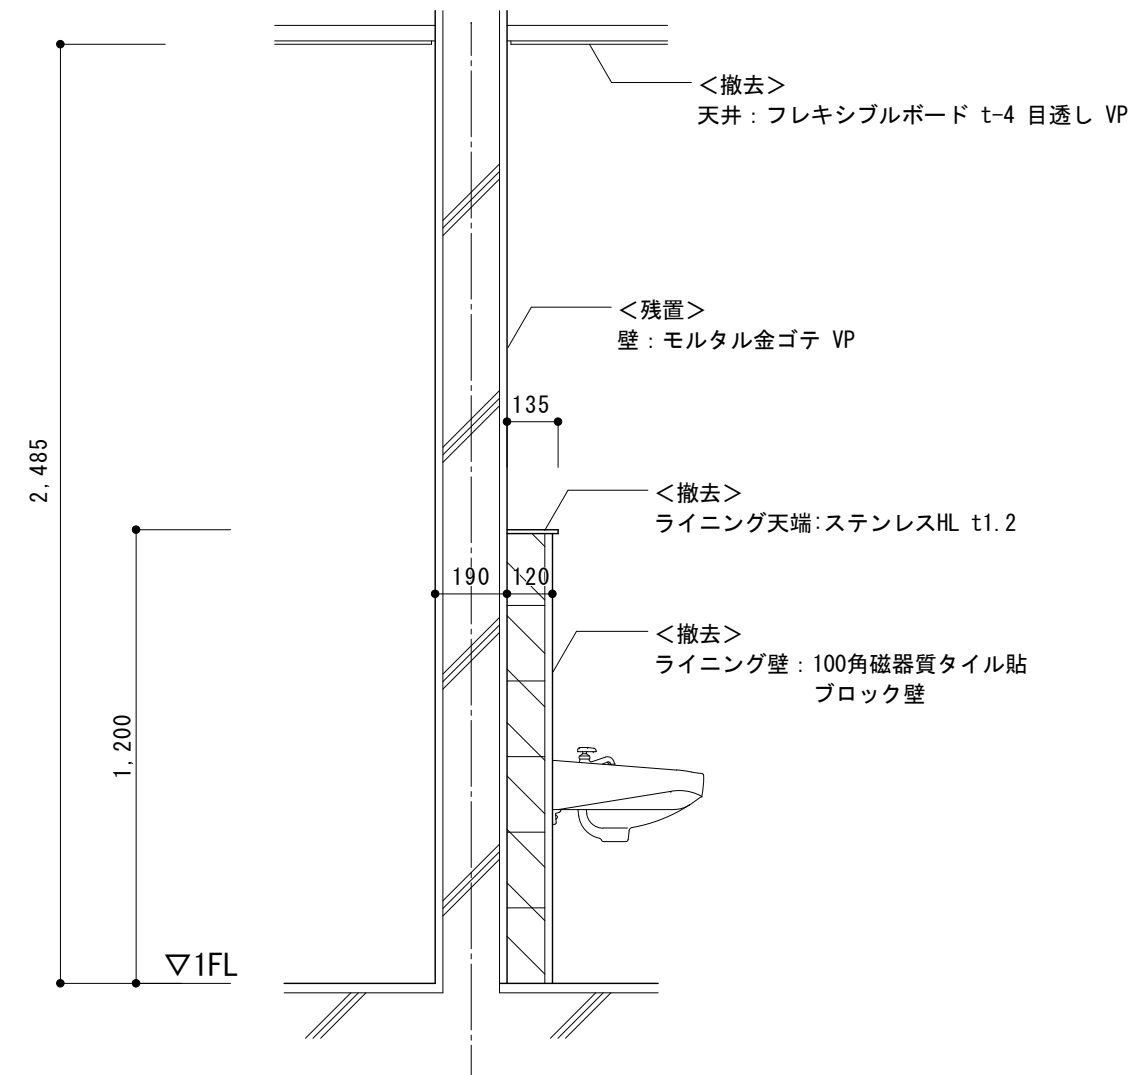 <撤去>
天井：フレキシブルボード t-4 目透し VP
<残置>
壁：モルタル金ゴテ VP
135
2,485
<撤去>
ライニング天端:ステンレスHL t1.2
190
120
<撤去>
ライニング壁：100角磁器質タイル貼
ブロック壁
1,200
▽1FL